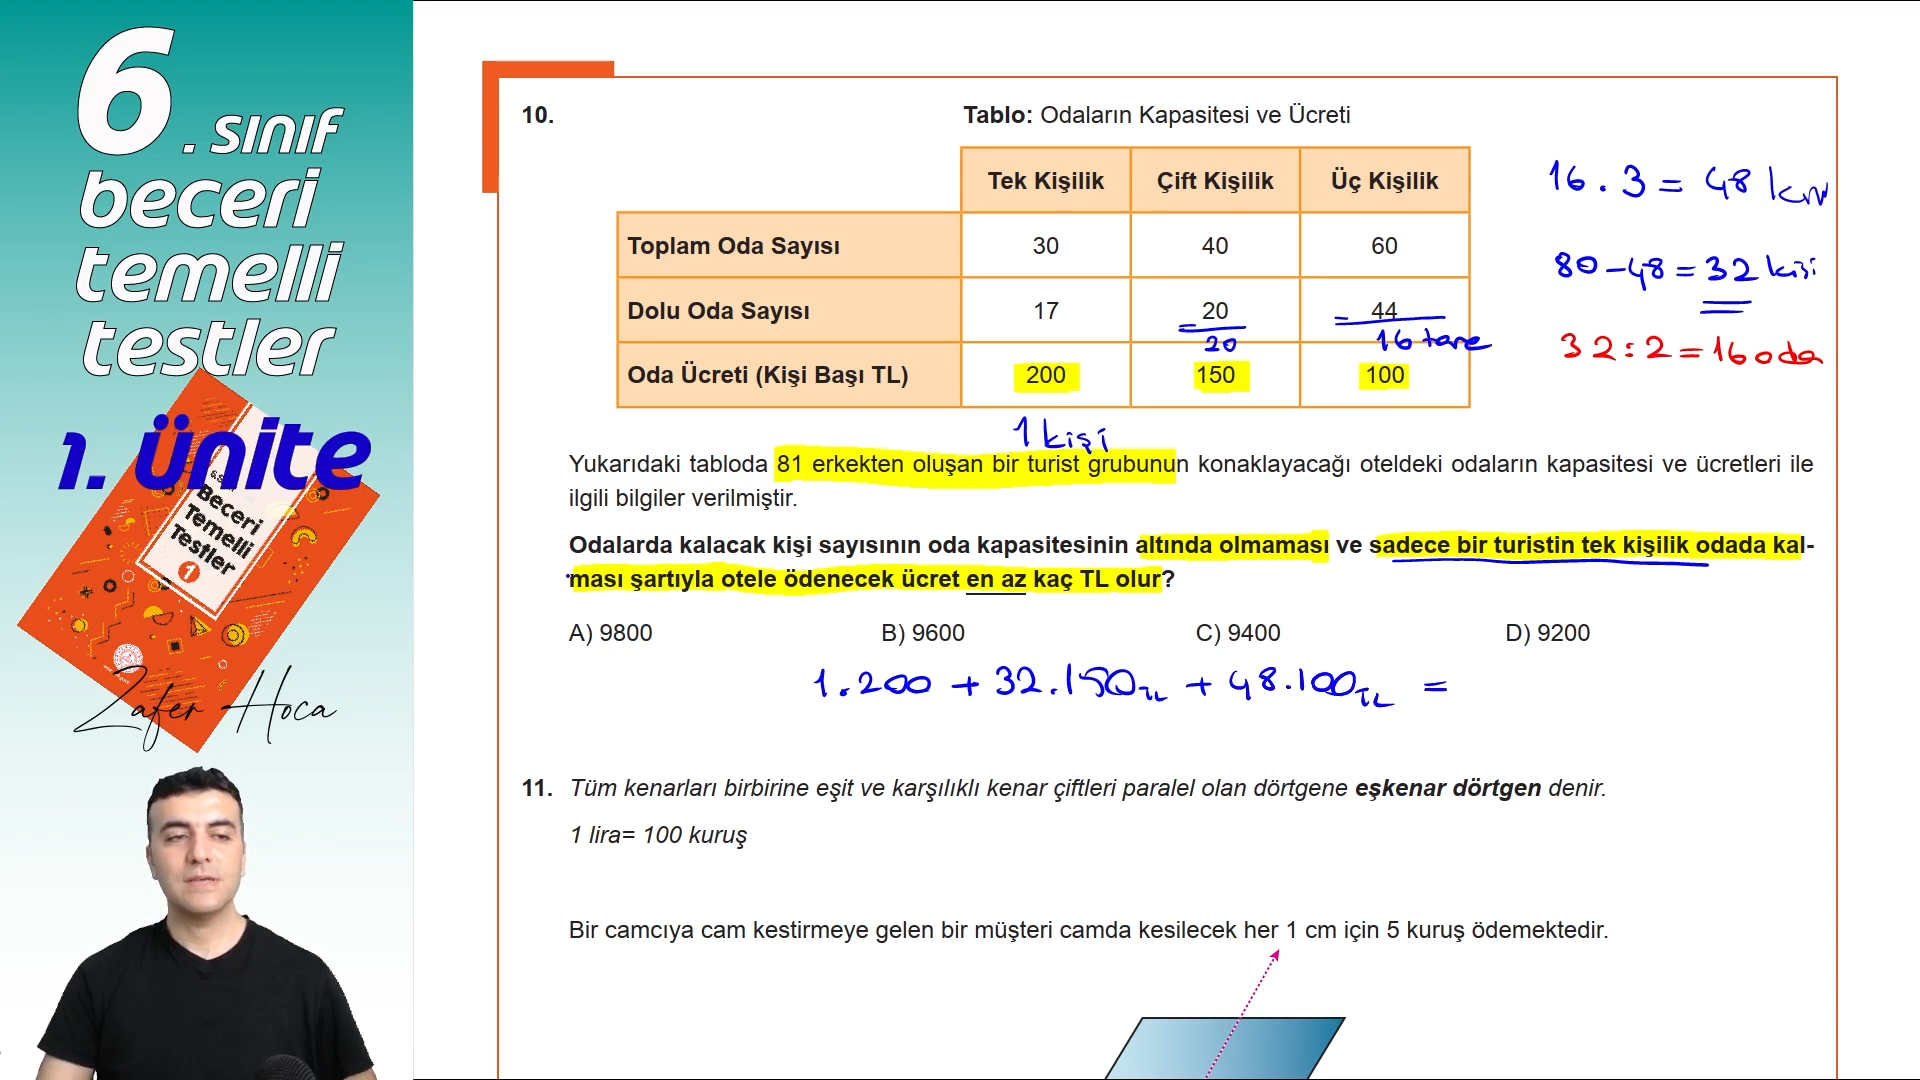 6. sınıf
beceri
temelli
testler
1. ünite
Beceri
Temelli
Testler
1
Zafer Hoca
10.
Tablo: Odaların Kapasitesi ve Ücreti
Tek Kişilik Çift Kişilik Üç Kişilik
Toplam Oda Sayısı 30 40 60
Dolu Oda Sayısı 17 20 44
20 16 tane
Oda Ücreti (Kişi Başı TL) 200 150 100
16.3=48
80-48=32 kişi
32:2=16 oda
1 kişi
Yukarıdaki tabloda 81 erkekten oluşan bir turist grubunun konaklayacağı oteldeki odaların kapasitesi ve ücretleri ile
ilgili bilgiler verilmiştir.
Odalarda kalacak kişi sayısının oda kapasitesinin altında olmaması ve sadece bir turistin tek kişilik odada kal-
ması şartıyla otele ödenecek ücret en az kaç TL olur?
A) 9800 B) 9600 C) 9400 D) 9200
1.200 + 32.150 TL + 48.100 TL =
11. Tüm kenarları birbirine eşit ve karşılıklı kenar çiftleri paralel olan dörtgene eşkenar dörtgen denir.
1 lira= 100 kuruş
Bir camcıya cam kestirmeye gelen bir müşteri camda kesilecek her 1 cm için 5 kuruş ödemektedir.